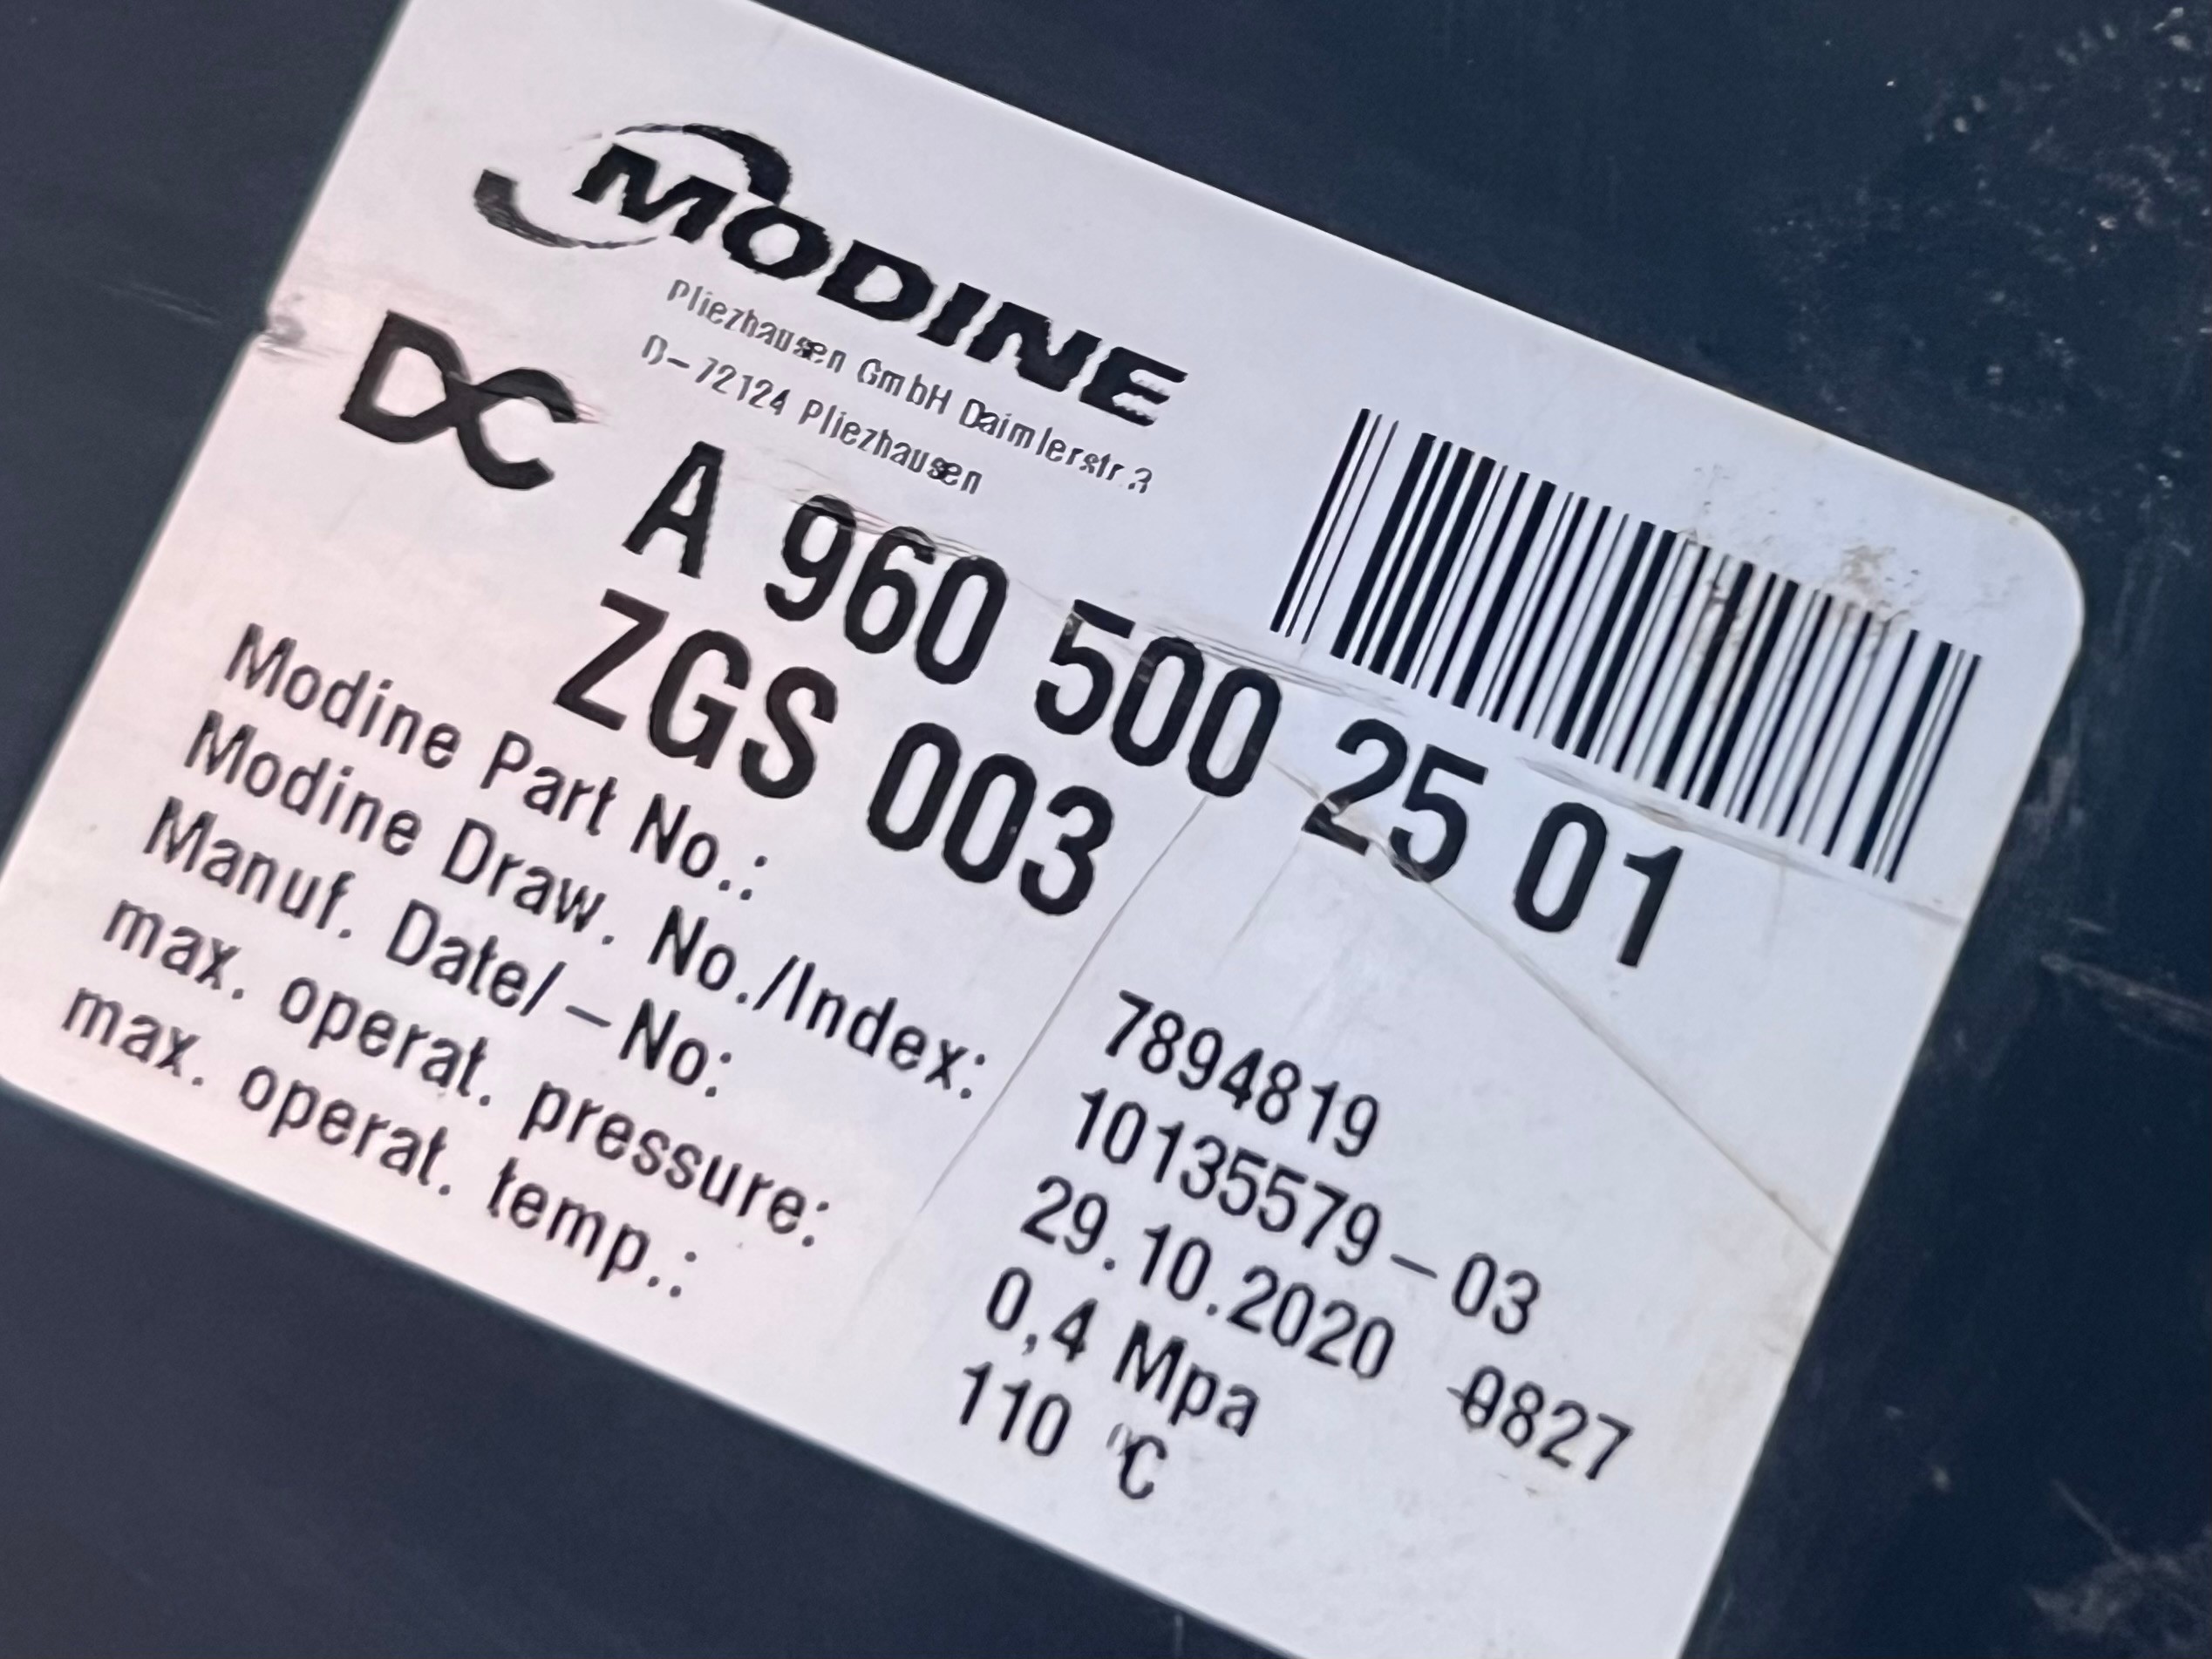 MODINE
Pliezhausen GmbH Daimlerstr.2
D-72124 Pliezhausen
DC A 960 500 25 01
ZGS 003
Modine Part No.: 7894819
Modine Draw. No./Index: 10135579-03
Manuf. Date/-No: 29.10.2020 0827
max. operat. pressure: 0,4 Mpa
max. operat. temp.: 110 °C